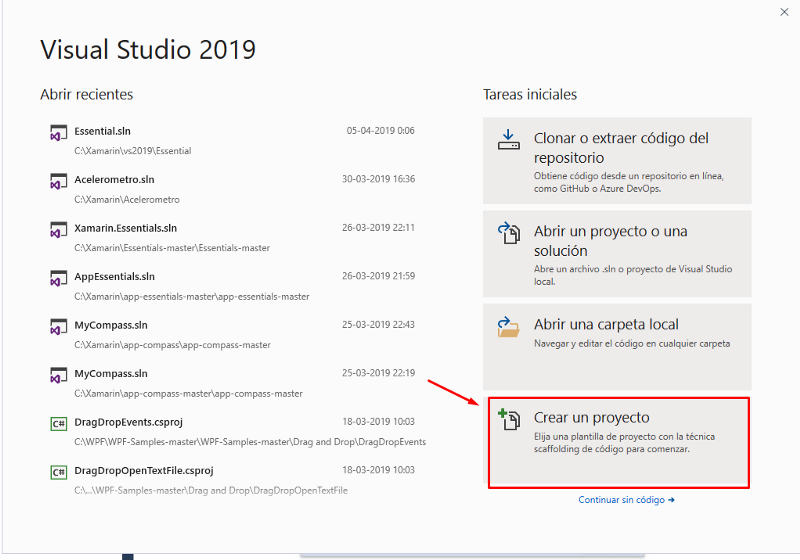 Visual Studio 2019
Abrir recientes
Essential.sln 05-04-2019 0:06
C:\Xamarin\vs2019\Essential
Acelerometro.sln 30-03-2019 16:36
C:\Xamarin\Acelerometro
Xamarin.Essentials.sln 26-03-2019 22:11
C:\Xamarin\Essentials-master\Essentials-master
AppEssentials.sln 26-03-2019 21:59
C:\Xamarin\app-essentials-master\app-essentials-master
MyCompass.sln 25-03-2019 22:43
C:\Xamarin\app-compass\app-compass-master
MyCompass.sln 25-03-2019 22:19
C:\Xamarin\app-compass-master\app-compass-master
C# DragDropEvents.csproj 18-03-2019 10:03
C:\WPF\WPF-Samples-master\WPF-Samples-master\Drag and Drop\DragDropEvents
C# DragDropOpenTextFile.csproj 18-03-2019 10:03
C:\...\WPF-Samples-master\Drag and Drop\DragDropOpenTextFile
Tareas iniciales
Clonar o extraer código del
repositorio
Obtiene código desde un repositorio en línea,
como GitHub o Azure DevOps.
Abrir un proyecto o una
solución
Abre un archivo .sln o proyecto de Visual Studio
local.
Abrir una carpeta local
Navegar y editar el código en cualquier carpeta
Crear un proyecto
Elija una plantilla de proyecto con la técnica
scaffolding de código para comenzar.
Continuar sin código →